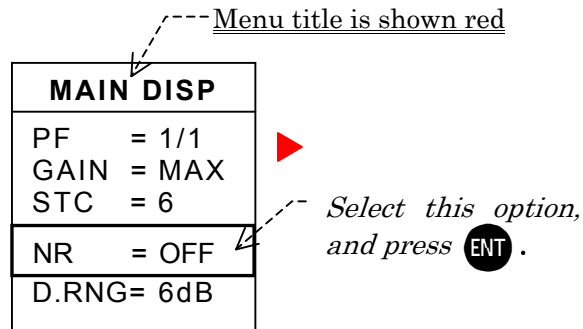 Menu title is shown red
MAIN DISP
PF = 1/1
GAIN = MAX
STC = 6
Select this option,
and press ENT .
NR = OFF
D.RNG= 6dB